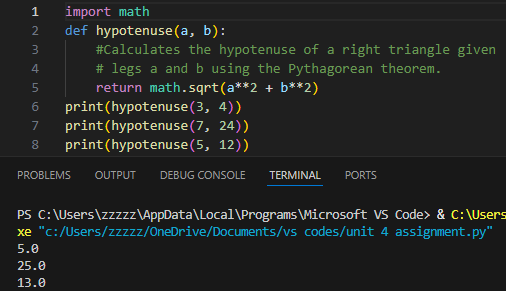 1 import math
2 def hypotenuse(a, b):
3 #Calculates the hypotenuse of a right triangle given
4 # legs a and b using the Pythagorean theorem.
5 return math.sqrt(a**2 + b**2)
6 print(hypotenuse(3, 4))
7 print(hypotenuse(7, 24))
8 print(hypotenuse(5, 12))
PROBLEMS OUTPUT DEBUG CONSOLE TERMINAL PORTS
PS C:\Users\zzzzz\AppData\Local\Programs\Microsoft VS Code> & C:\Users
xe "c:/Users/zzzzz/OneDrive/Documents/vs codes/unit 4 assignment.py"
5.0
25.0
13.0